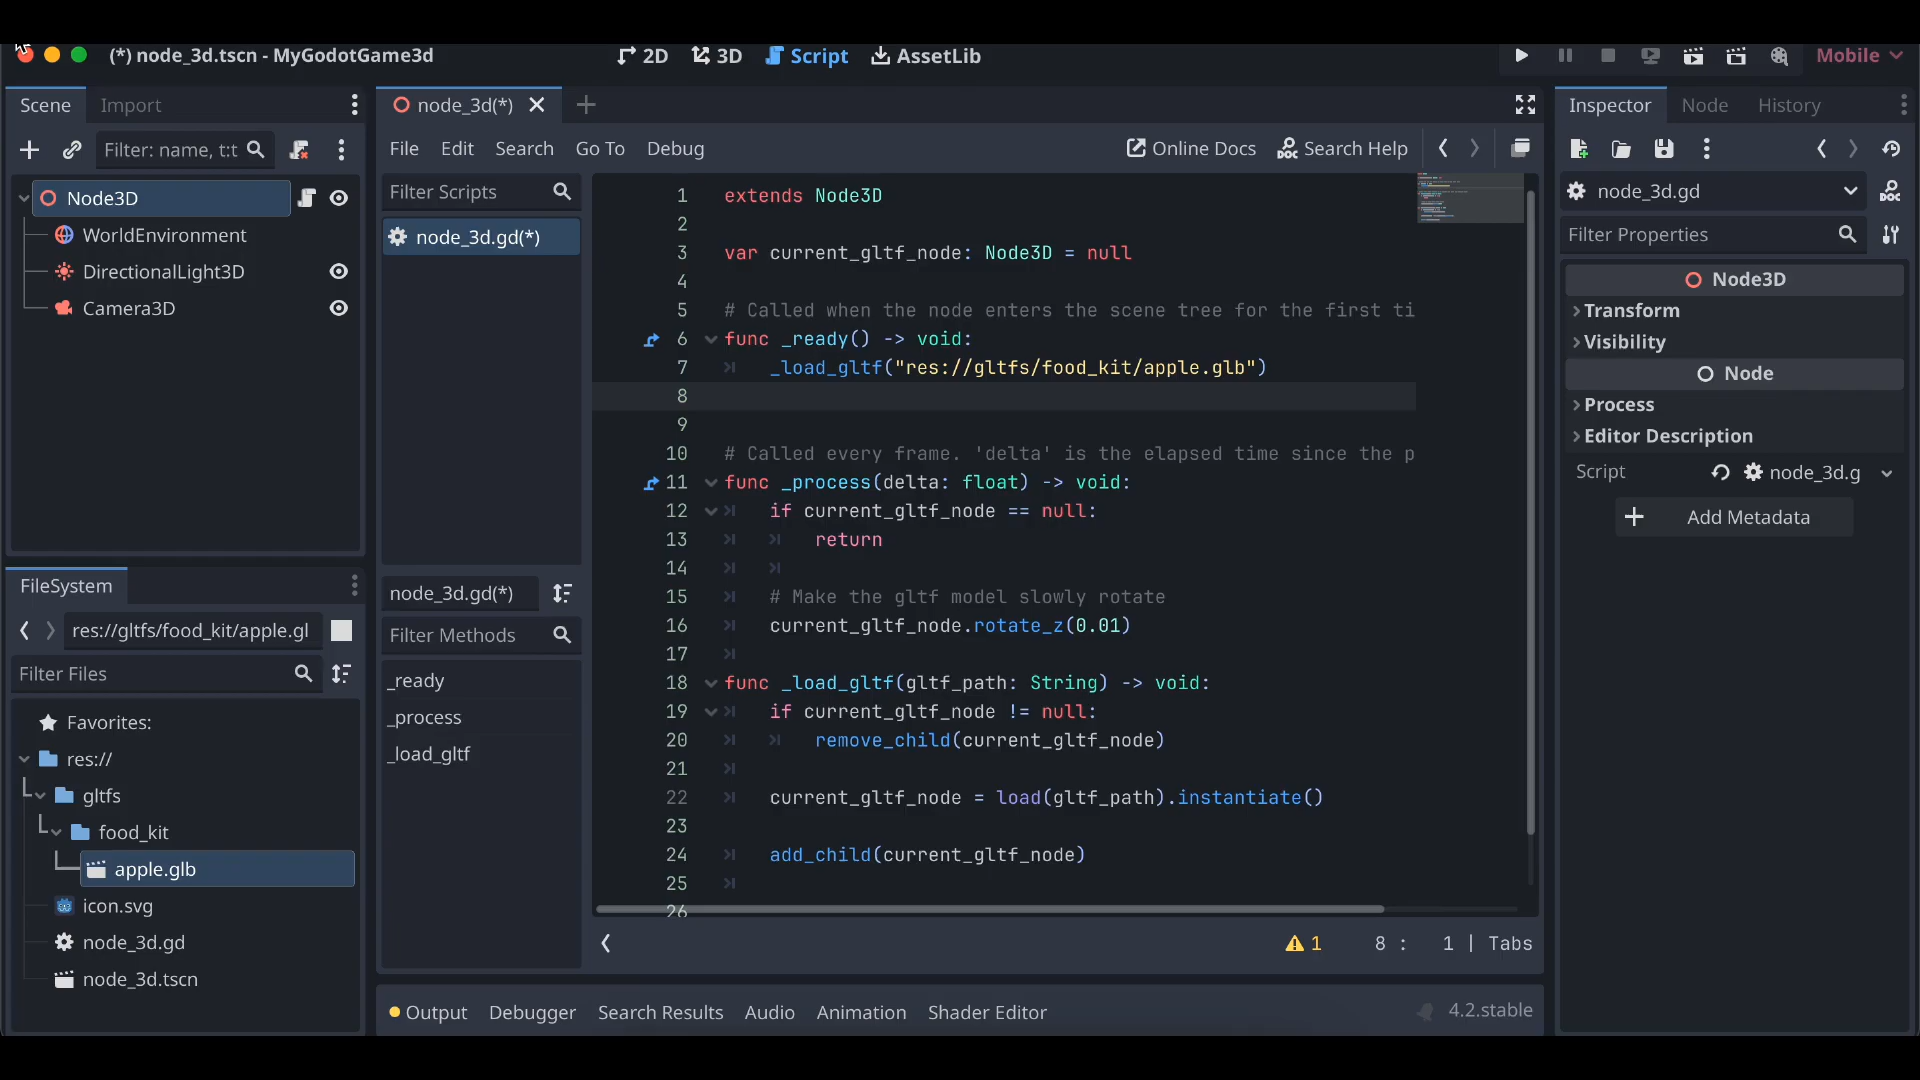 (*) node_3d.tscn - MyGodotGame3d
2D 3D Script AssetLib
Mobile
Scene Import
Filter: name, t:t
Node3D
WorldEnvironment
DirectionalLight3D
Camera3D
FileSystem
res://gltfs/food_kit/apple.gl
Filter Files
Favorites:
res://
gltfs
food_kit
apple.glb
icon.svg
node_3d.gd
node_3d.tscn
node_3d(*)
File Edit Search Go To Debug
Online Docs Search Help
Filter Scripts
node_3d.gd(*)
node_3d.gd(*)
Filter Methods
_ready
_process
_load_gltf
1 extends Node3D
2
3 var current_gltf_node: Node3D = null
4
5 # Called when the node enters the scene tree for the first ti
6 func _ready() -> void:
7 _load_gltf("res://gltfs/food_kit/apple.glb")
8
9
10 # Called every frame. 'delta' is the elapsed time since the p
11 func _process(delta: float) -> void:
12 if current_gltf_node == null:
13 return
14
15 # Make the gltf model slowly rotate
16 current_gltf_node.rotate_z(0.01)
17
18 func _load_gltf(gltf_path: String) -> void:
19 if current_gltf_node != null:
20 remove_child(current_gltf_node)
21
22 current_gltf_node = load(gltf_path).instantiate()
23
24 add_child(current_gltf_node)
25
26
1 8 : 1 | Tabs
Output Debugger Search Results Audio Animation Shader Editor
4.2.stable
Inspector Node History
node_3d.gd
Filter Properties
Node3D
Transform
Visibility
Node
Process
Editor Description
Script node_3d.g
Add Metadata